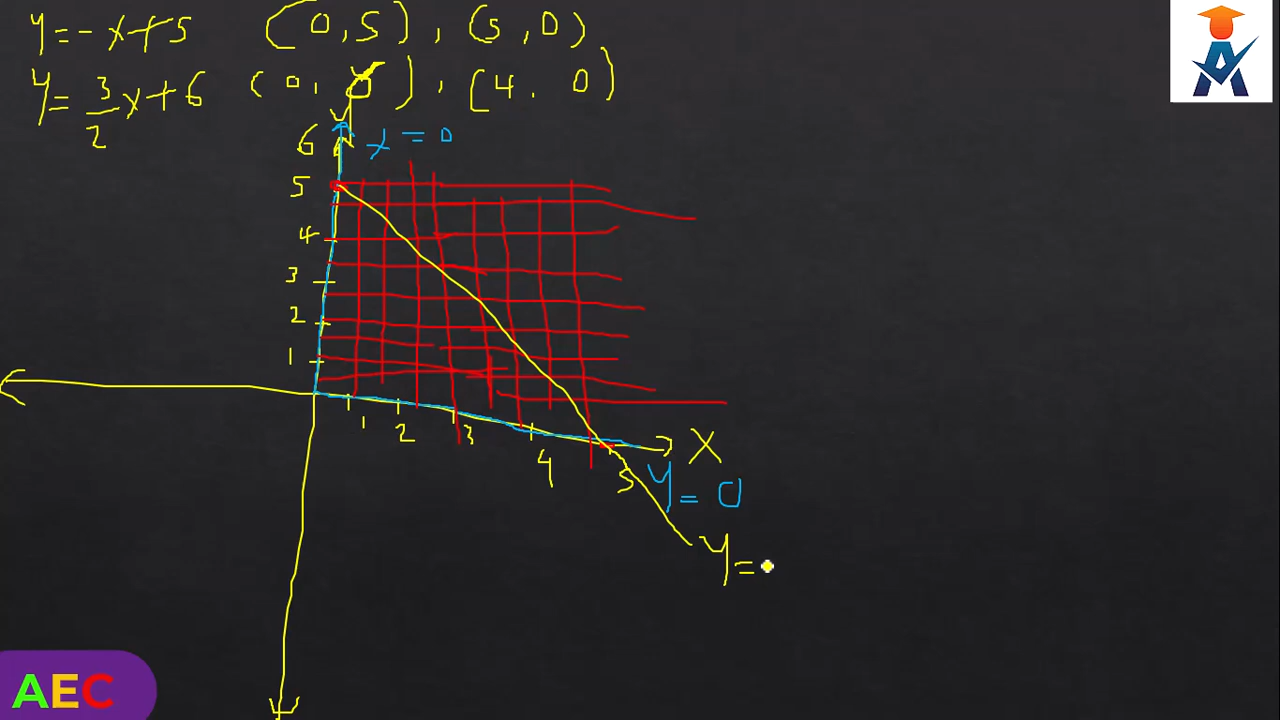 y = -x + 5 (0, 5), (5, 0)
y = 3/2 x + 6 (0, 6), (4, 0)
y
6 x = 0
5
4
3
2
1
1 2 3 4 5 X
y = 0
y =
AEC